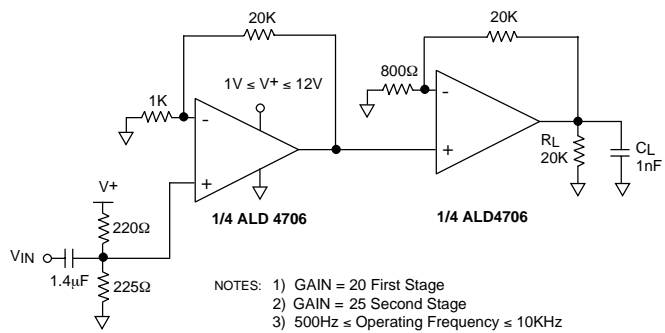 20K
20K
1V ≤ V+ ≤ 12V
800Ω
1K
-
-
+
+
RL
20K
CL
1nF
V+
1/4 ALD 4706
1/4 ALD4706
220Ω
VIN
1.4µF
225Ω
NOTES: 1) GAIN = 20 First Stage
2) GAIN = 25 Second Stage
3) 500Hz ≤ Operating Frequency ≤ 10KHz